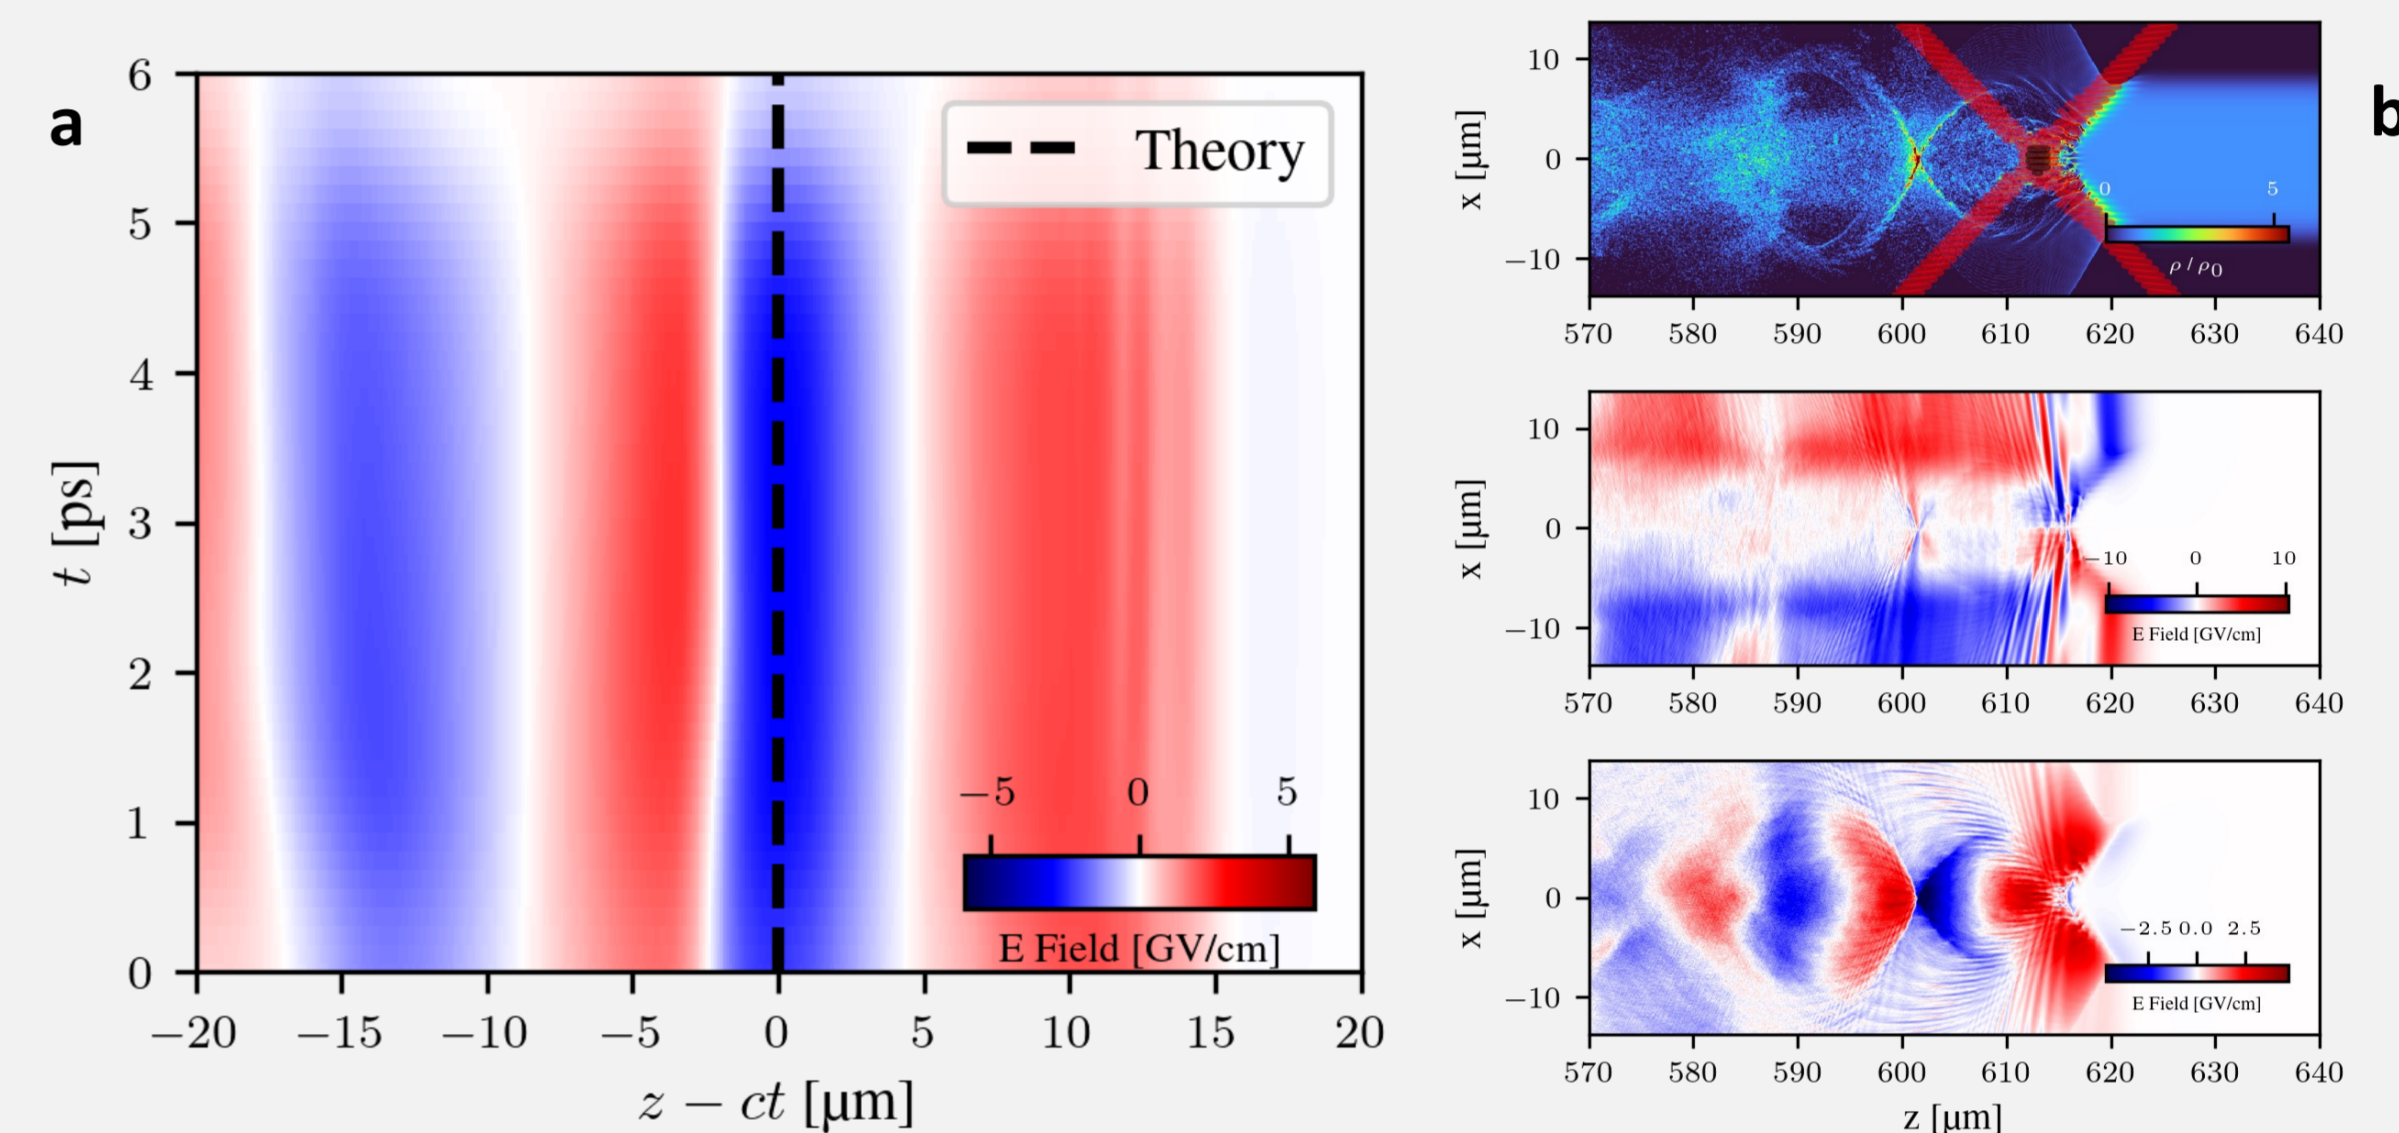 a
6
5
4
3
2
1
0
t [ps]
Theory
−5 0 5
E Field [GV/cm]
−20 −15 −10 −5 0 5 10 15 20
z − ct [μm]
b
10
0
−10
x [μm]
0 5
ρ / ρ0
570 580 590 600 610 620 630 640
10
0
−10
x [μm]
−10 0 10
E Field [GV/cm]
570 580 590 600 610 620 630 640
10
0
−10
x [μm]
−2.5 0.0 2.5
E Field [GV/cm]
570 580 590 600 610 620 630 640
z [μm]